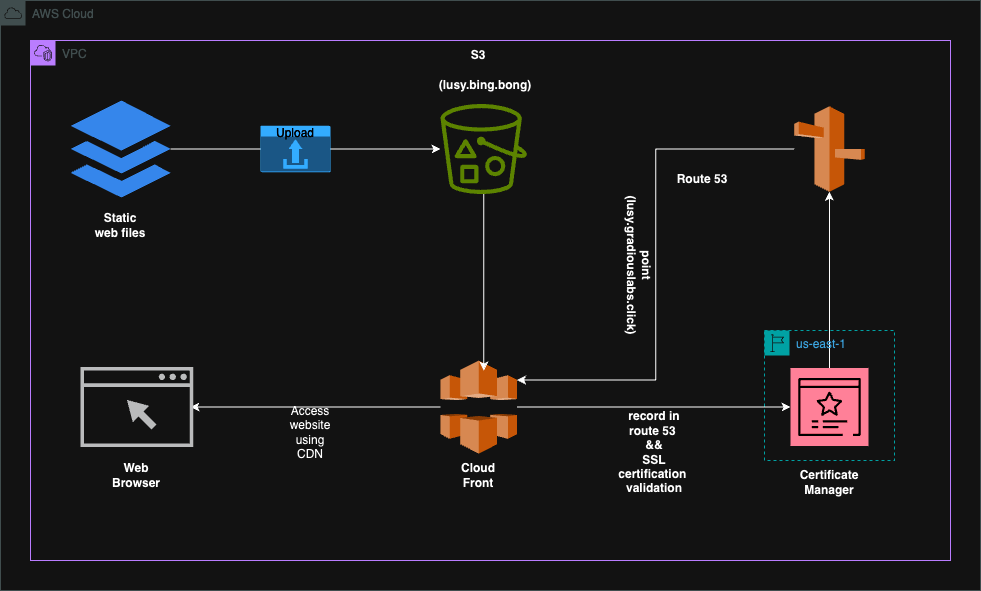 AWS Cloud
VPC
S3
(lusy.bing.bong)
Upload
Static
web files
Route 53
point
(lusy.gradiouslabs.click)
us-east-1
Access
website
using
CDN
record in
route 53
&&
SSL
certification
validation
Web
Browser
Cloud
Front
Certificate
Manager